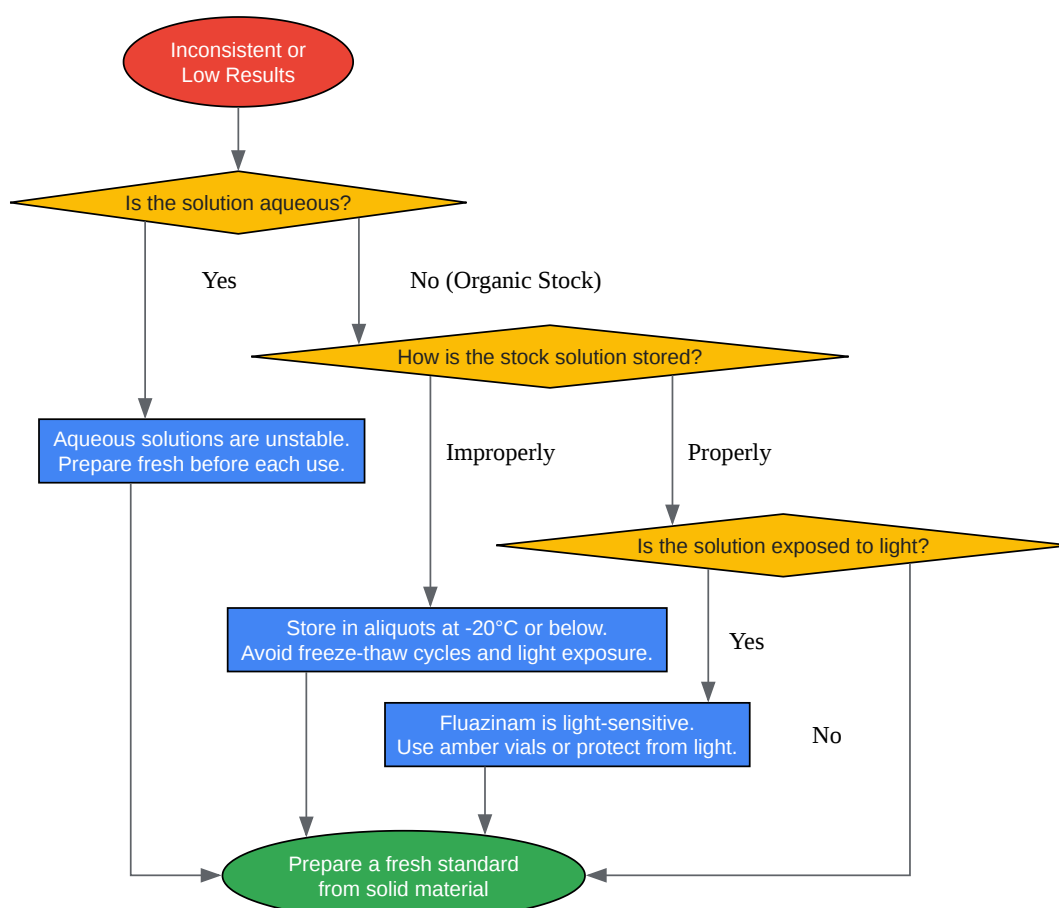 Inconsistent or
Low Results
Is the solution aqueous?
Yes
No (Organic Stock)
How is the stock solution stored?
Aqueous solutions are unstable.
Prepare fresh before each use.
Improperly
Properly
Is the solution exposed to light?
Store in aliquots at -20°C or below.
Avoid freeze-thaw cycles and light exposure.
Yes
Fluazinam is light-sensitive.
Use amber vials or protect from light.
No
Prepare a fresh standard
from solid material